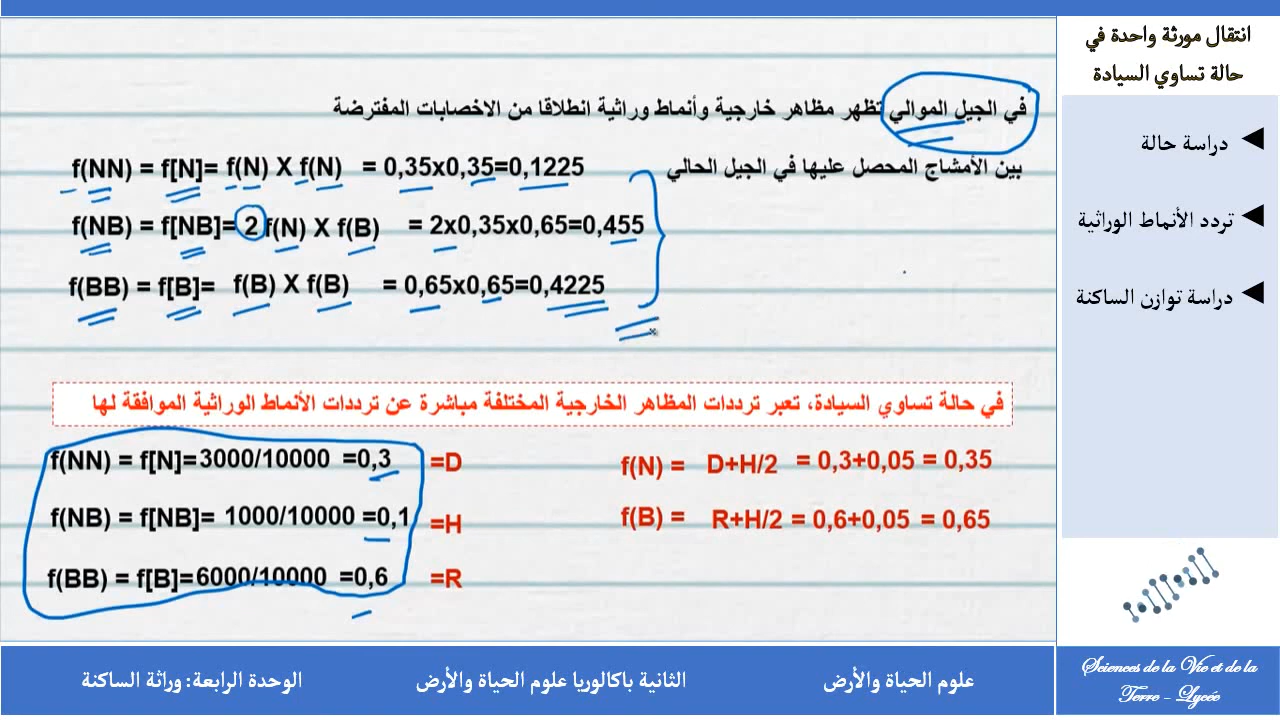 انتقال مورثة واحدة في
حالة تساوي السيادة
دراسة حالة
تردد الأنماط الوراثية
دراسة توازن الساكنة
في الجيل الموالي تظهر مظاهر خارجية وأنماط وراثية انطلاقا من الاخصابات المفترضة
بين الأمشاج المحصل عليها في الجيل الحالي
f(NN) = f[N]= f(N) X f(N) = 0,35x0,35=0,1225
f(NB) = f[NB]= 2 f(N) X f(B) = 2x0,35x0,65=0,455
f(BB) = f[B]= f(B) X f(B) = 0,65x0,65=0,4225
في حالة تساوي السيادة، تعبر ترددات المظاهر الخارجية المختلفة مباشرة عن ترددات الأنماط الوراثية الموافقة لها
f(NN) = f[N]=3000/10000 =0,3 =D
f(NB) = f[NB]= 1000/10000 =0,1 =H
f(BB) = f[B]=6000/10000 =0,6 =R
f(N) = D+H/2 = 0,3+0,05 = 0,35
f(B) = R+H/2 = 0,6+0,05 = 0,65
علوم الحياة والأرض
الثانية باكالوريا علوم الحياة والأرض
الوحدة الرابعة: وراثة الساكنة
Sciences de la Vie et de la
Terre – Lycée